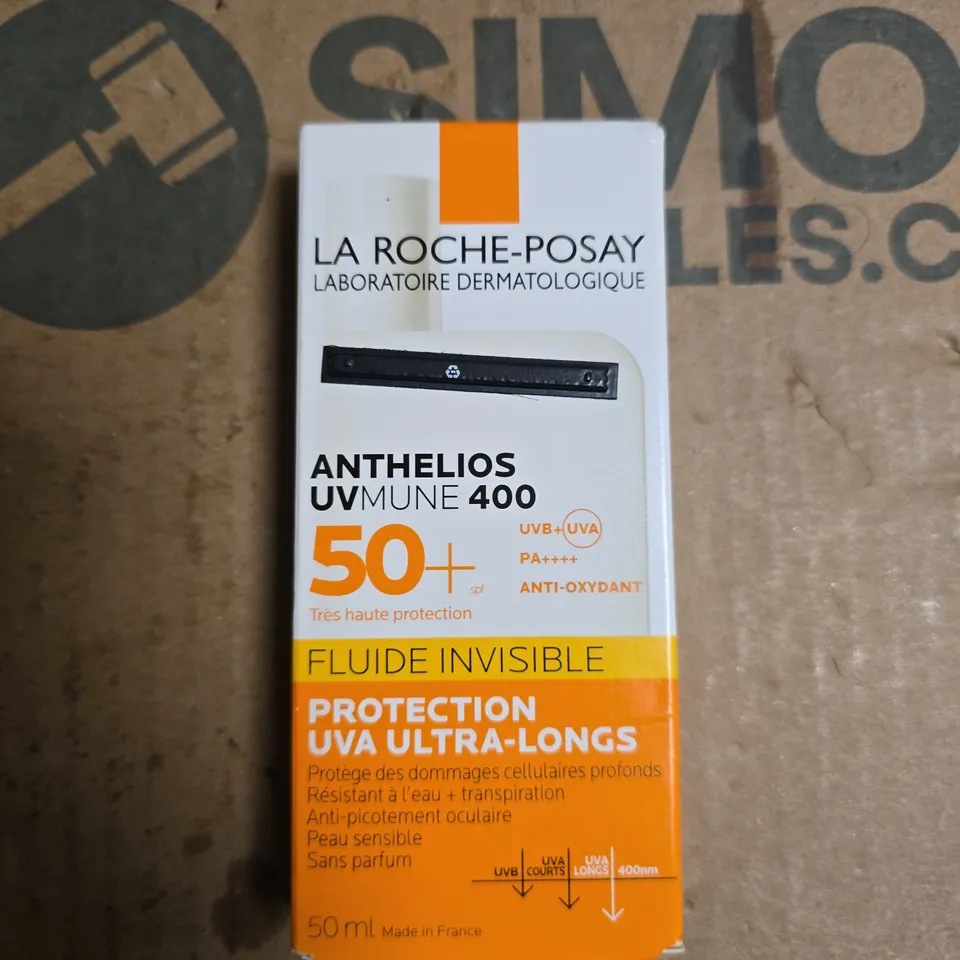 SIMO
LES.C
LA ROCHE-POSAY
LABORATOIRE DERMATOLOGIQUE
ANTHELIOS
UVMUNE 400
50+ spf
UVB+UVA
PA++++
ANTI-OXYDANT
Très haute protection
FLUIDE INVISIBLE
PROTECTION
UVA ULTRA-LONGS
Protège des dommages cellulaires profonds
Résistant à l'eau + transpiration
Anti-picotement oculaire
Peau sensible
Sans parfum
UVB
UVA COURTS
UVA LONGS
400nm
50 ml Made in France